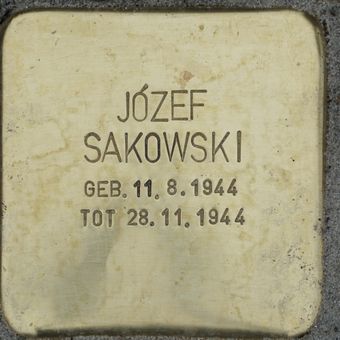 JÓZEF
SAKOWSKI
GEB. 11. 8. 1944
TOT 28. 11. 1944